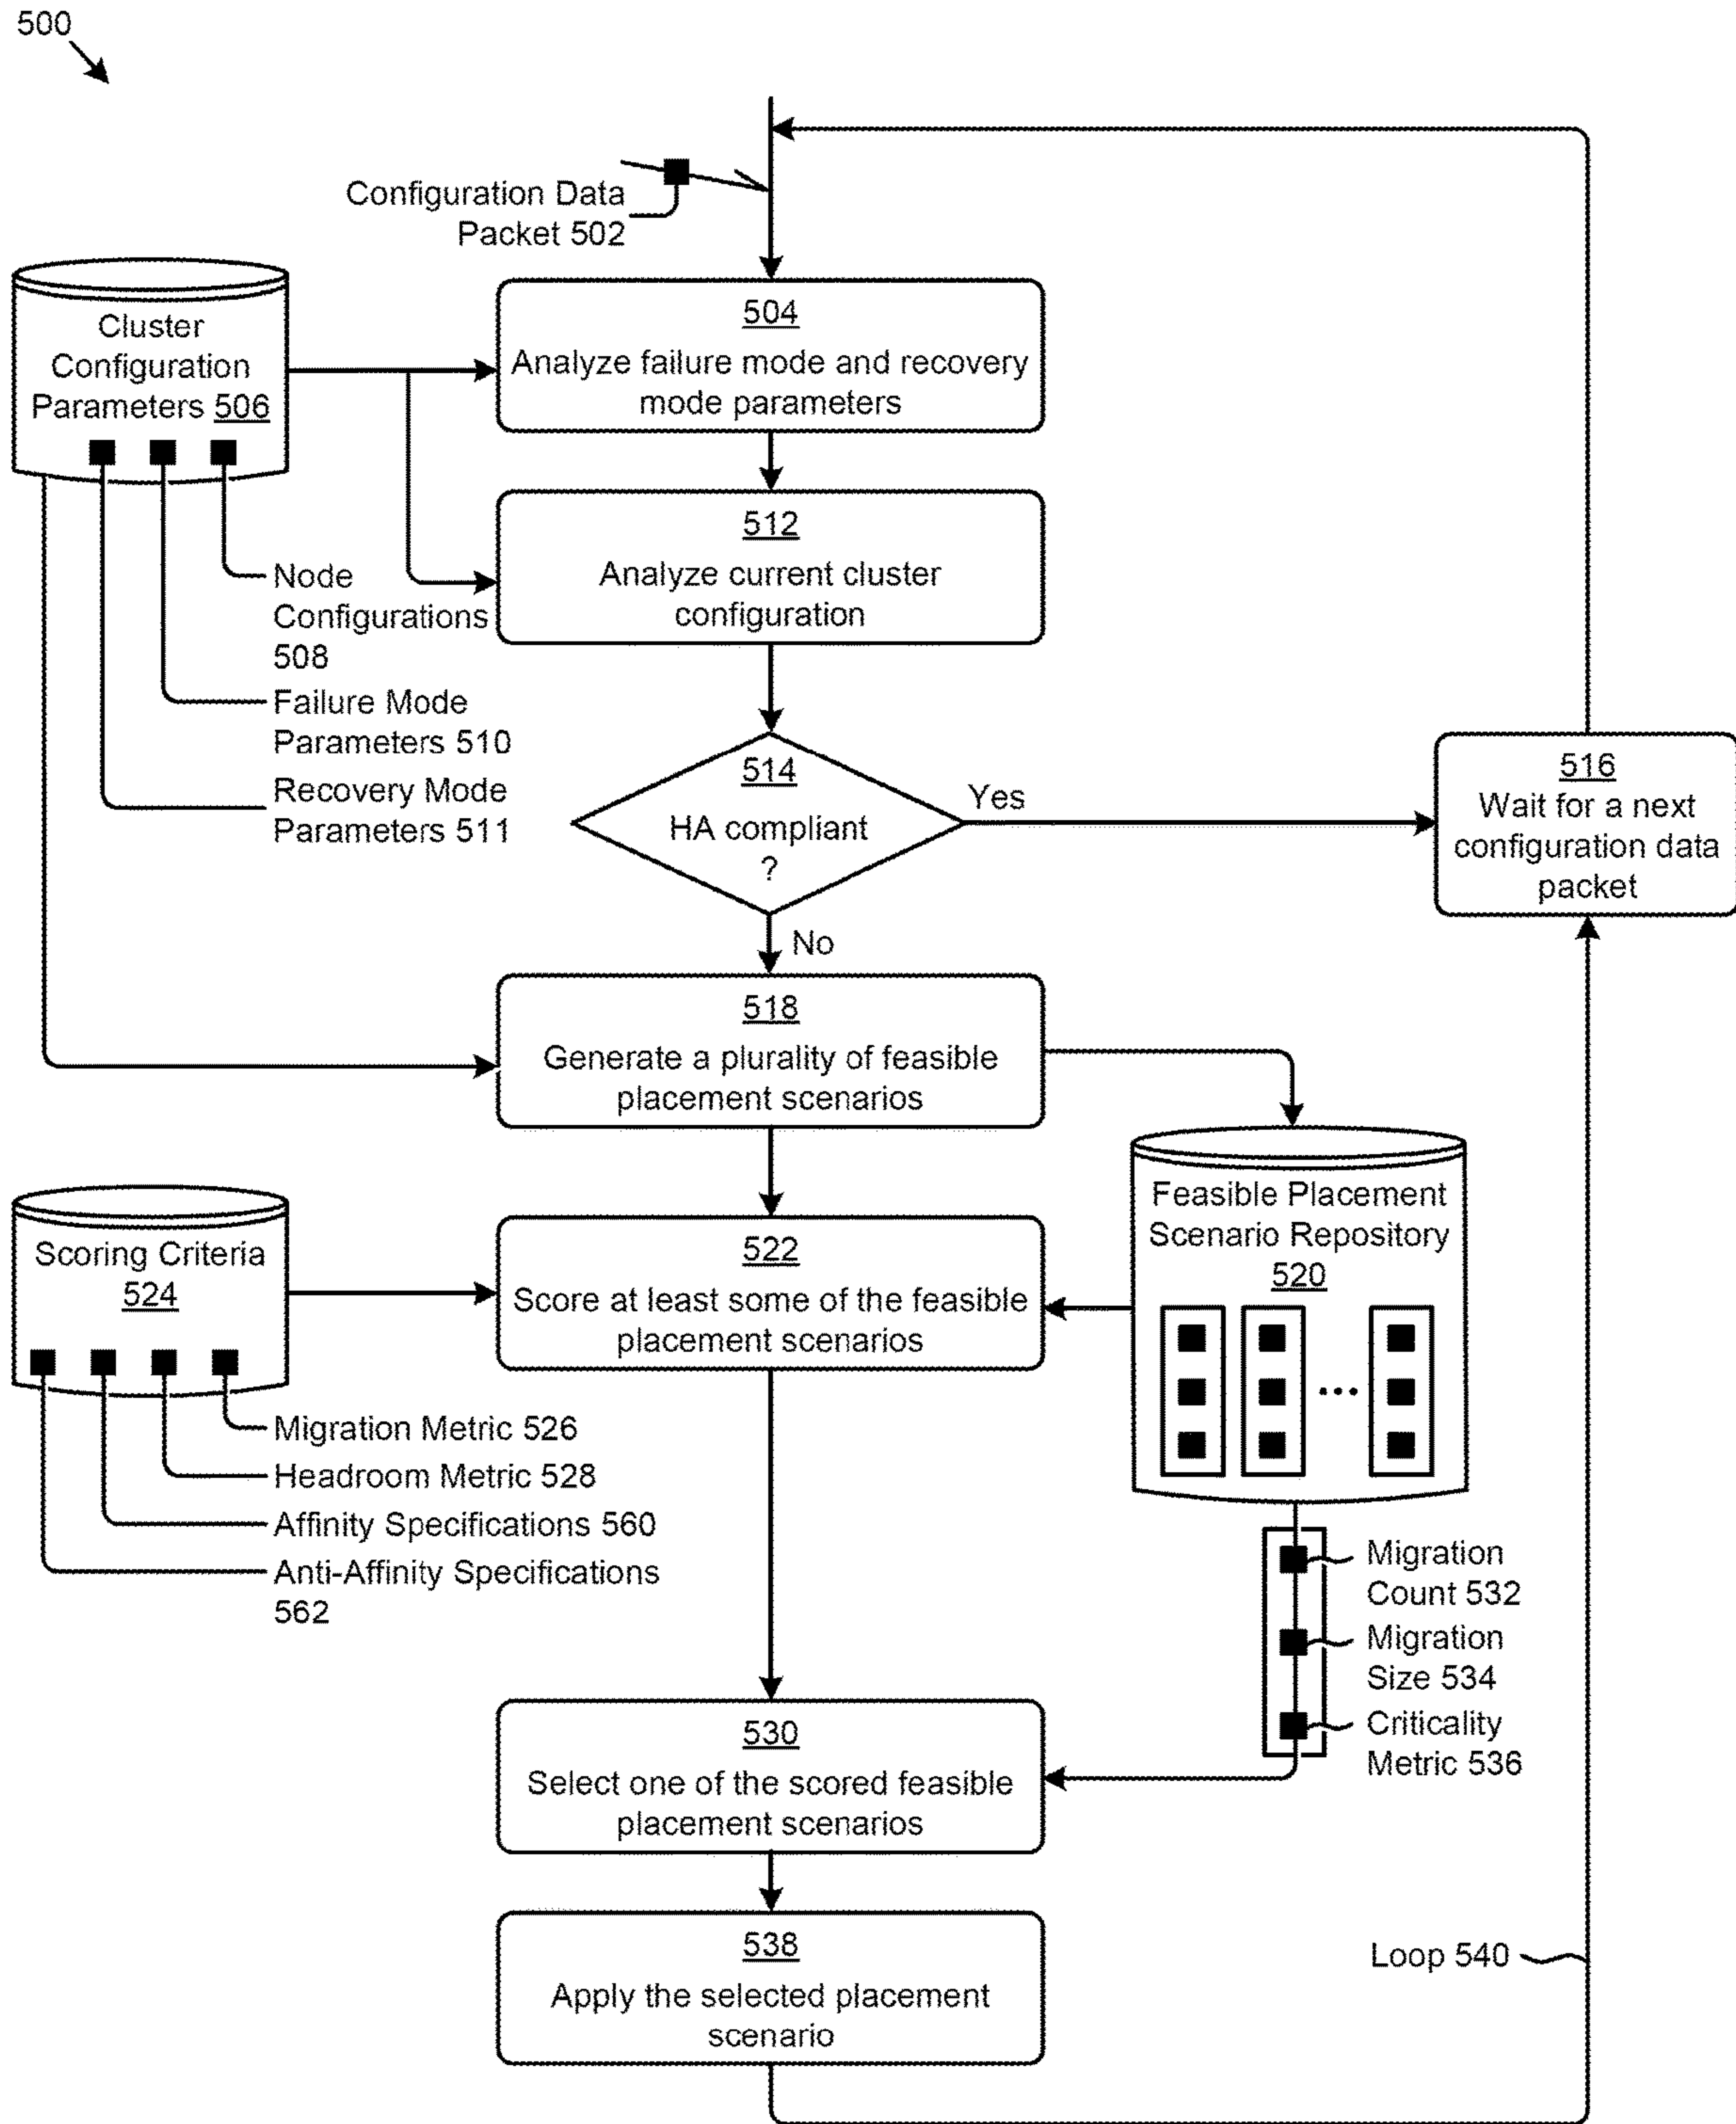 500
Configuration Data
Packet 502
Cluster
Configuration
Parameters 506
504
Analyze failure mode and recovery
mode parameters
512
Analyze current cluster
configuration
Node
Configurations
508
Failure Mode
Parameters 510
Recovery Mode
Parameters 511
514
HA compliant
?
Yes
No
516
Wait for a next
configuration data
packet
518
Generate a plurality of feasible
placement scenarios
Feasible Placement
Scenario Repository
520
Scoring Criteria
524
522
Score at least some of the feasible
placement scenarios
Migration Metric 526
Headroom Metric 528
Affinity Specifications 560
Anti-Affinity Specifications
562
Migration
Count 532
Migration
Size 534
Criticality
Metric 536
530
Select one of the scored feasible
placement scenarios
538
Apply the selected placement
scenario
Loop 540